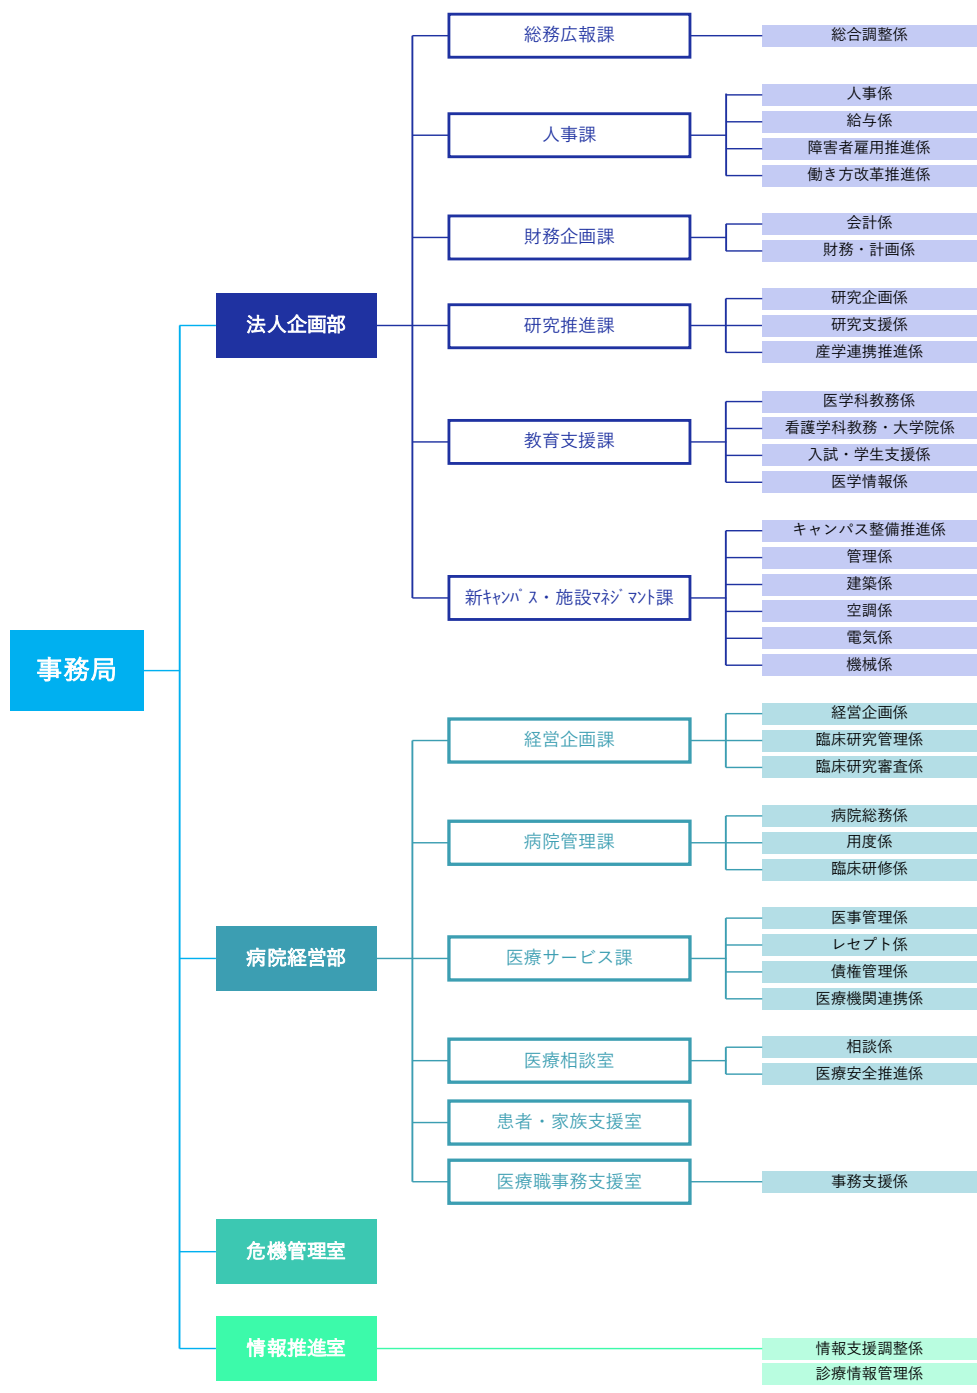 事務局
法人企画部
総務広報課
総合調整係
人事課
人事係
給与係
障害者雇用推進係
働き方改革推進係
財務企画課
会計係
財務・計画係
研究推進課
研究企画係
研究支援係
産学連携推進係
教育支援課
医学科教務係
看護学科教務・大学院係
入試・学生支援係
医学情報係
新ｷｬﾝﾊﾟｽ・施設ﾏﾈｼﾞﾏﾝﾄ課
キャンパス整備推進係
管理係
建築係
空調係
電気係
機械係
病院経営部
経営企画課
経営企画係
臨床研究管理係
臨床研究審査係
病院管理課
病院総務係
用度係
臨床研修係
医療サービス課
医事管理係
レセプト係
債権管理係
医療機関連携係
医療相談室
相談係
医療安全推進係
患者・家族支援室
医療職事務支援室
事務支援係
危機管理室
情報推進室
情報支援調整係
診療情報管理係